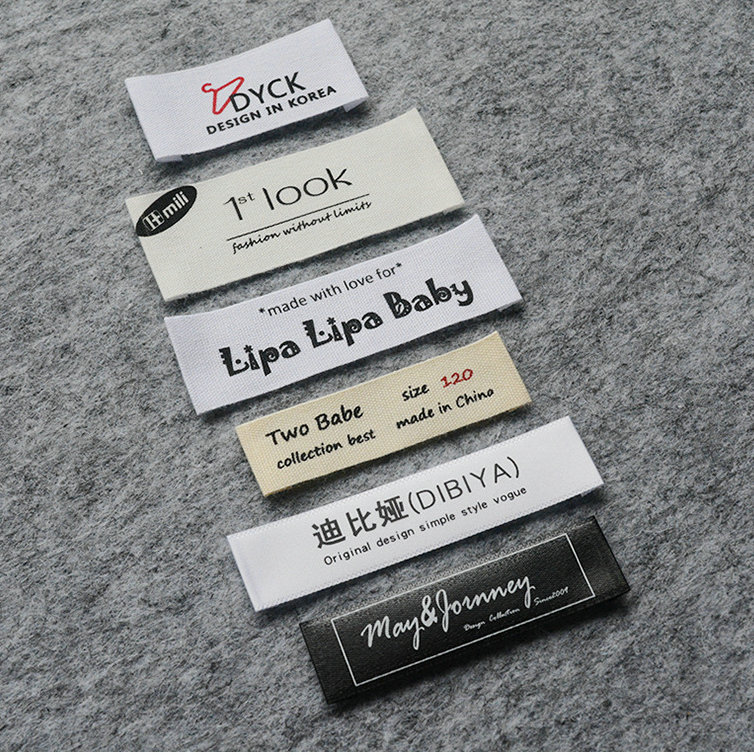 DYCK
DESIGN IN KOREA
mili
1st look
fashion without limits
*made with love for*
Lipa Lipa Baby
Two Babe size 120
collection best made in China
迪比娅(DIBIYA)
Original design simple style vogue
May&Jornney
Design Collection Since2009